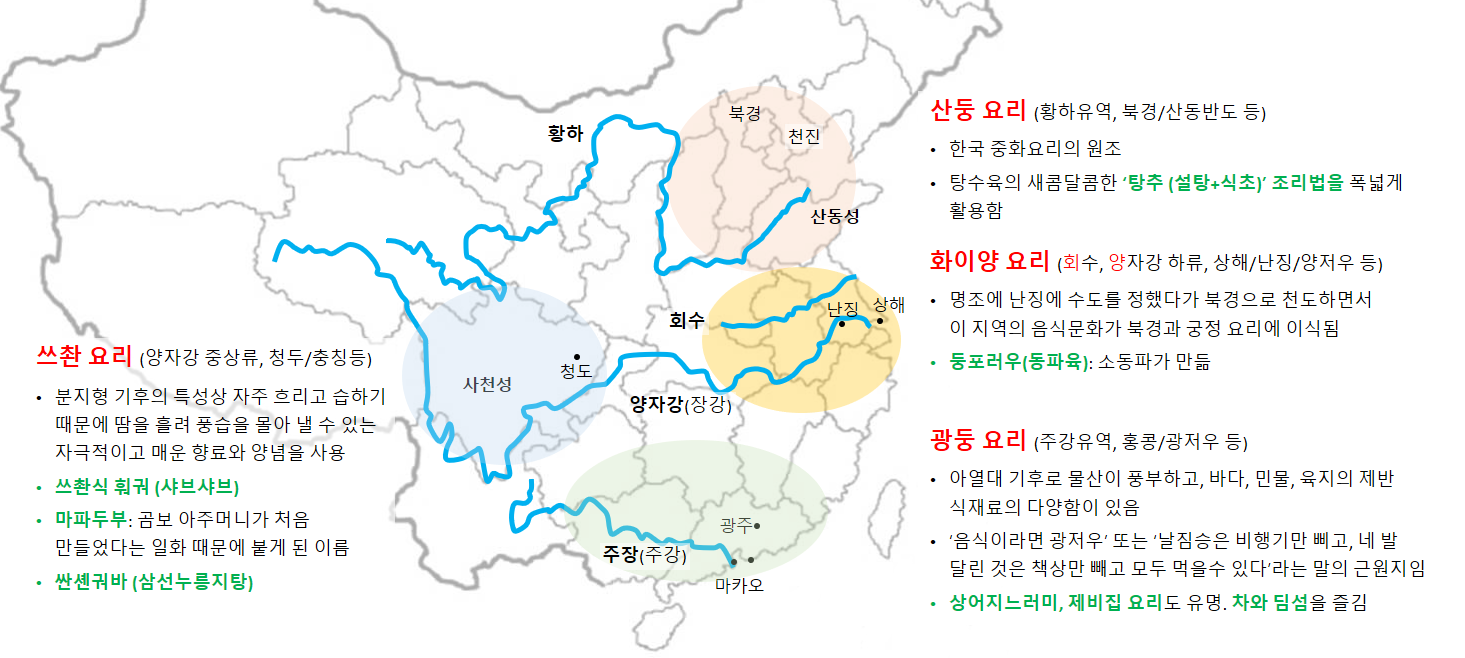 산둥 요리 (황하유역, 북경/산동반도 등)
• 한국 중화요리의 원조
• 탕수육의 새콤달콤한 ‘탕추 (설탕+식초)’ 조리법을 폭넓게
활용함
화이양 요리 (회수, 양자강 하류, 상해/난징/양저우 등)
• 명조에 난징에 수도를 정했다가 북경으로 천도하면서
이 지역의 음식문화가 북경과 궁정 요리에 이식됨
• 둥포러우(동파육): 소동파가 만듦
광둥 요리 (주강유역, 홍콩/광저우 등)
• 아열대 기후로 물산이 풍부하고, 바다, 민물, 육지의 제반
식재료의 다양함이 있음
• ‘음식이라면 광저우’ 또는 ‘날짐승은 비행기만 빼고, 네 발
달린 것은 책상만 빼고 모두 먹을수 있다’라는 말의 근원지임
• 상어지느러미, 제비집 요리도 유명. 차와 딤섬을 즐김
쓰촨 요리 (양자강 중상류, 청두/충칭등)
• 분지형 기후의 특성상 자주 흐리고 습하기
때문에 땀을 흘려 풍습을 몰아 낼 수 있는
자극적이고 매운 향료와 양념을 사용
• 쓰촨식 훠궈 (샤브샤브)
• 마파두부: 곰보 아주머니가 처음
만들었다는 일화 때문에 붙게 된 이름
• 싼셴궈바 (삼선누룽지탕)
북경
황하
천진
산동성
난징
상해
회수
청도
사천성
양자강(장강)
광주
주장(주강)
마카오